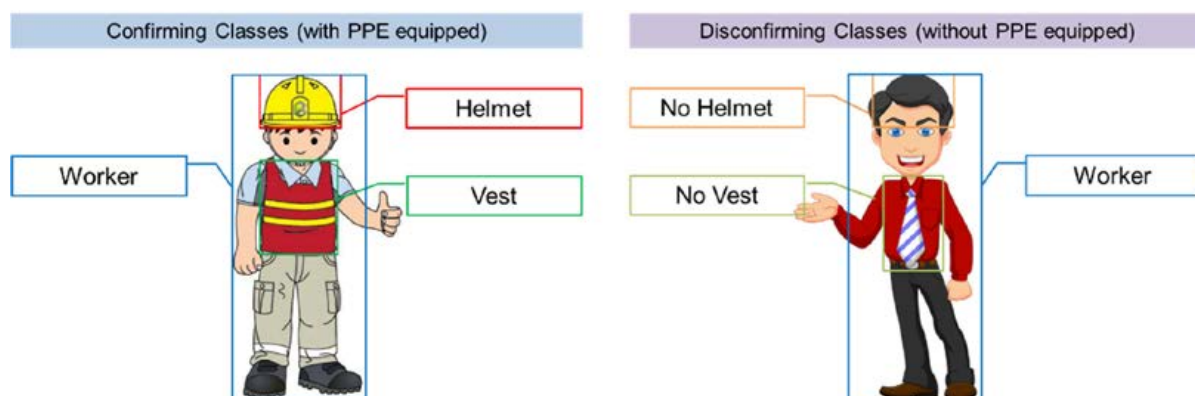 Confirming Classes (with PPE equipped)
Disconfirming Classes (without PPE equipped)
Helmet
Worker
Vest
No Helmet
No Vest
Worker